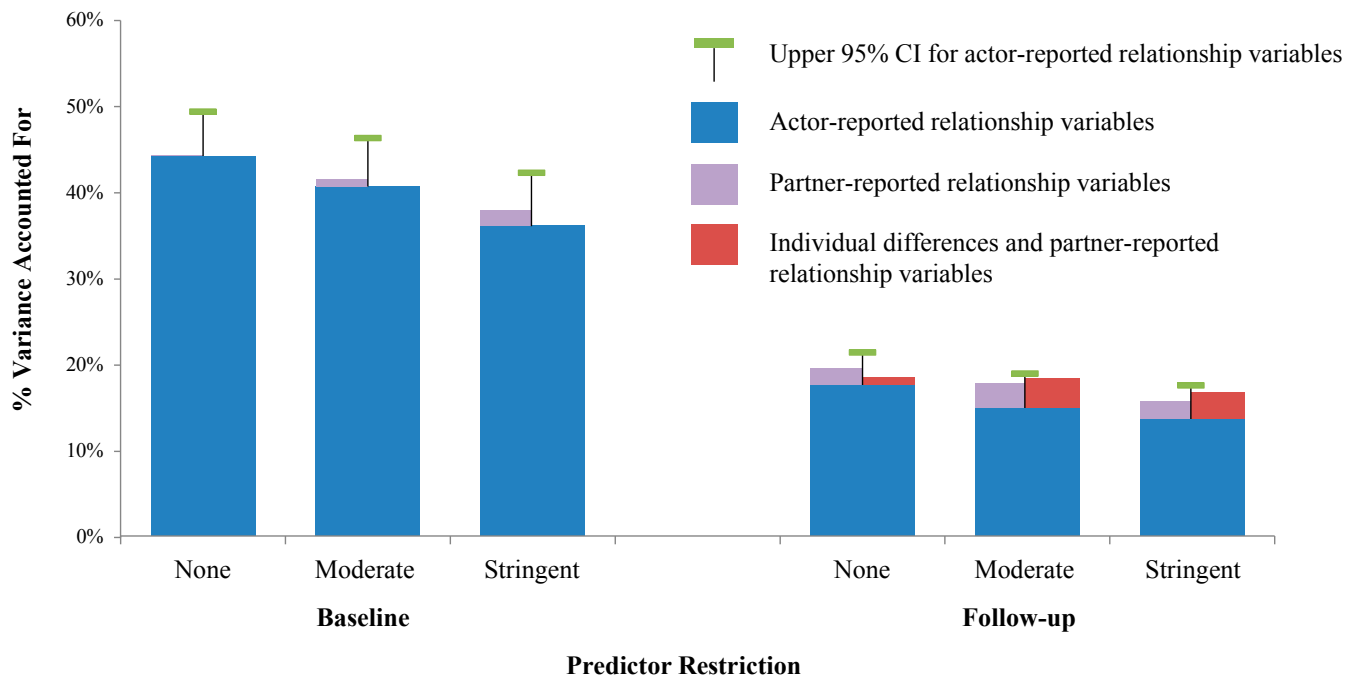 % Variance Accounted For
60%
50%
40%
30%
20%
10%
0%
Upper 95% CI for actor-reported relationship variables
Actor-reported relationship variables
Partner-reported relationship variables
Individual differences and partner-reported
relationship variables
None Moderate Stringent None Moderate Stringent
Baseline Follow-up
Predictor Restriction